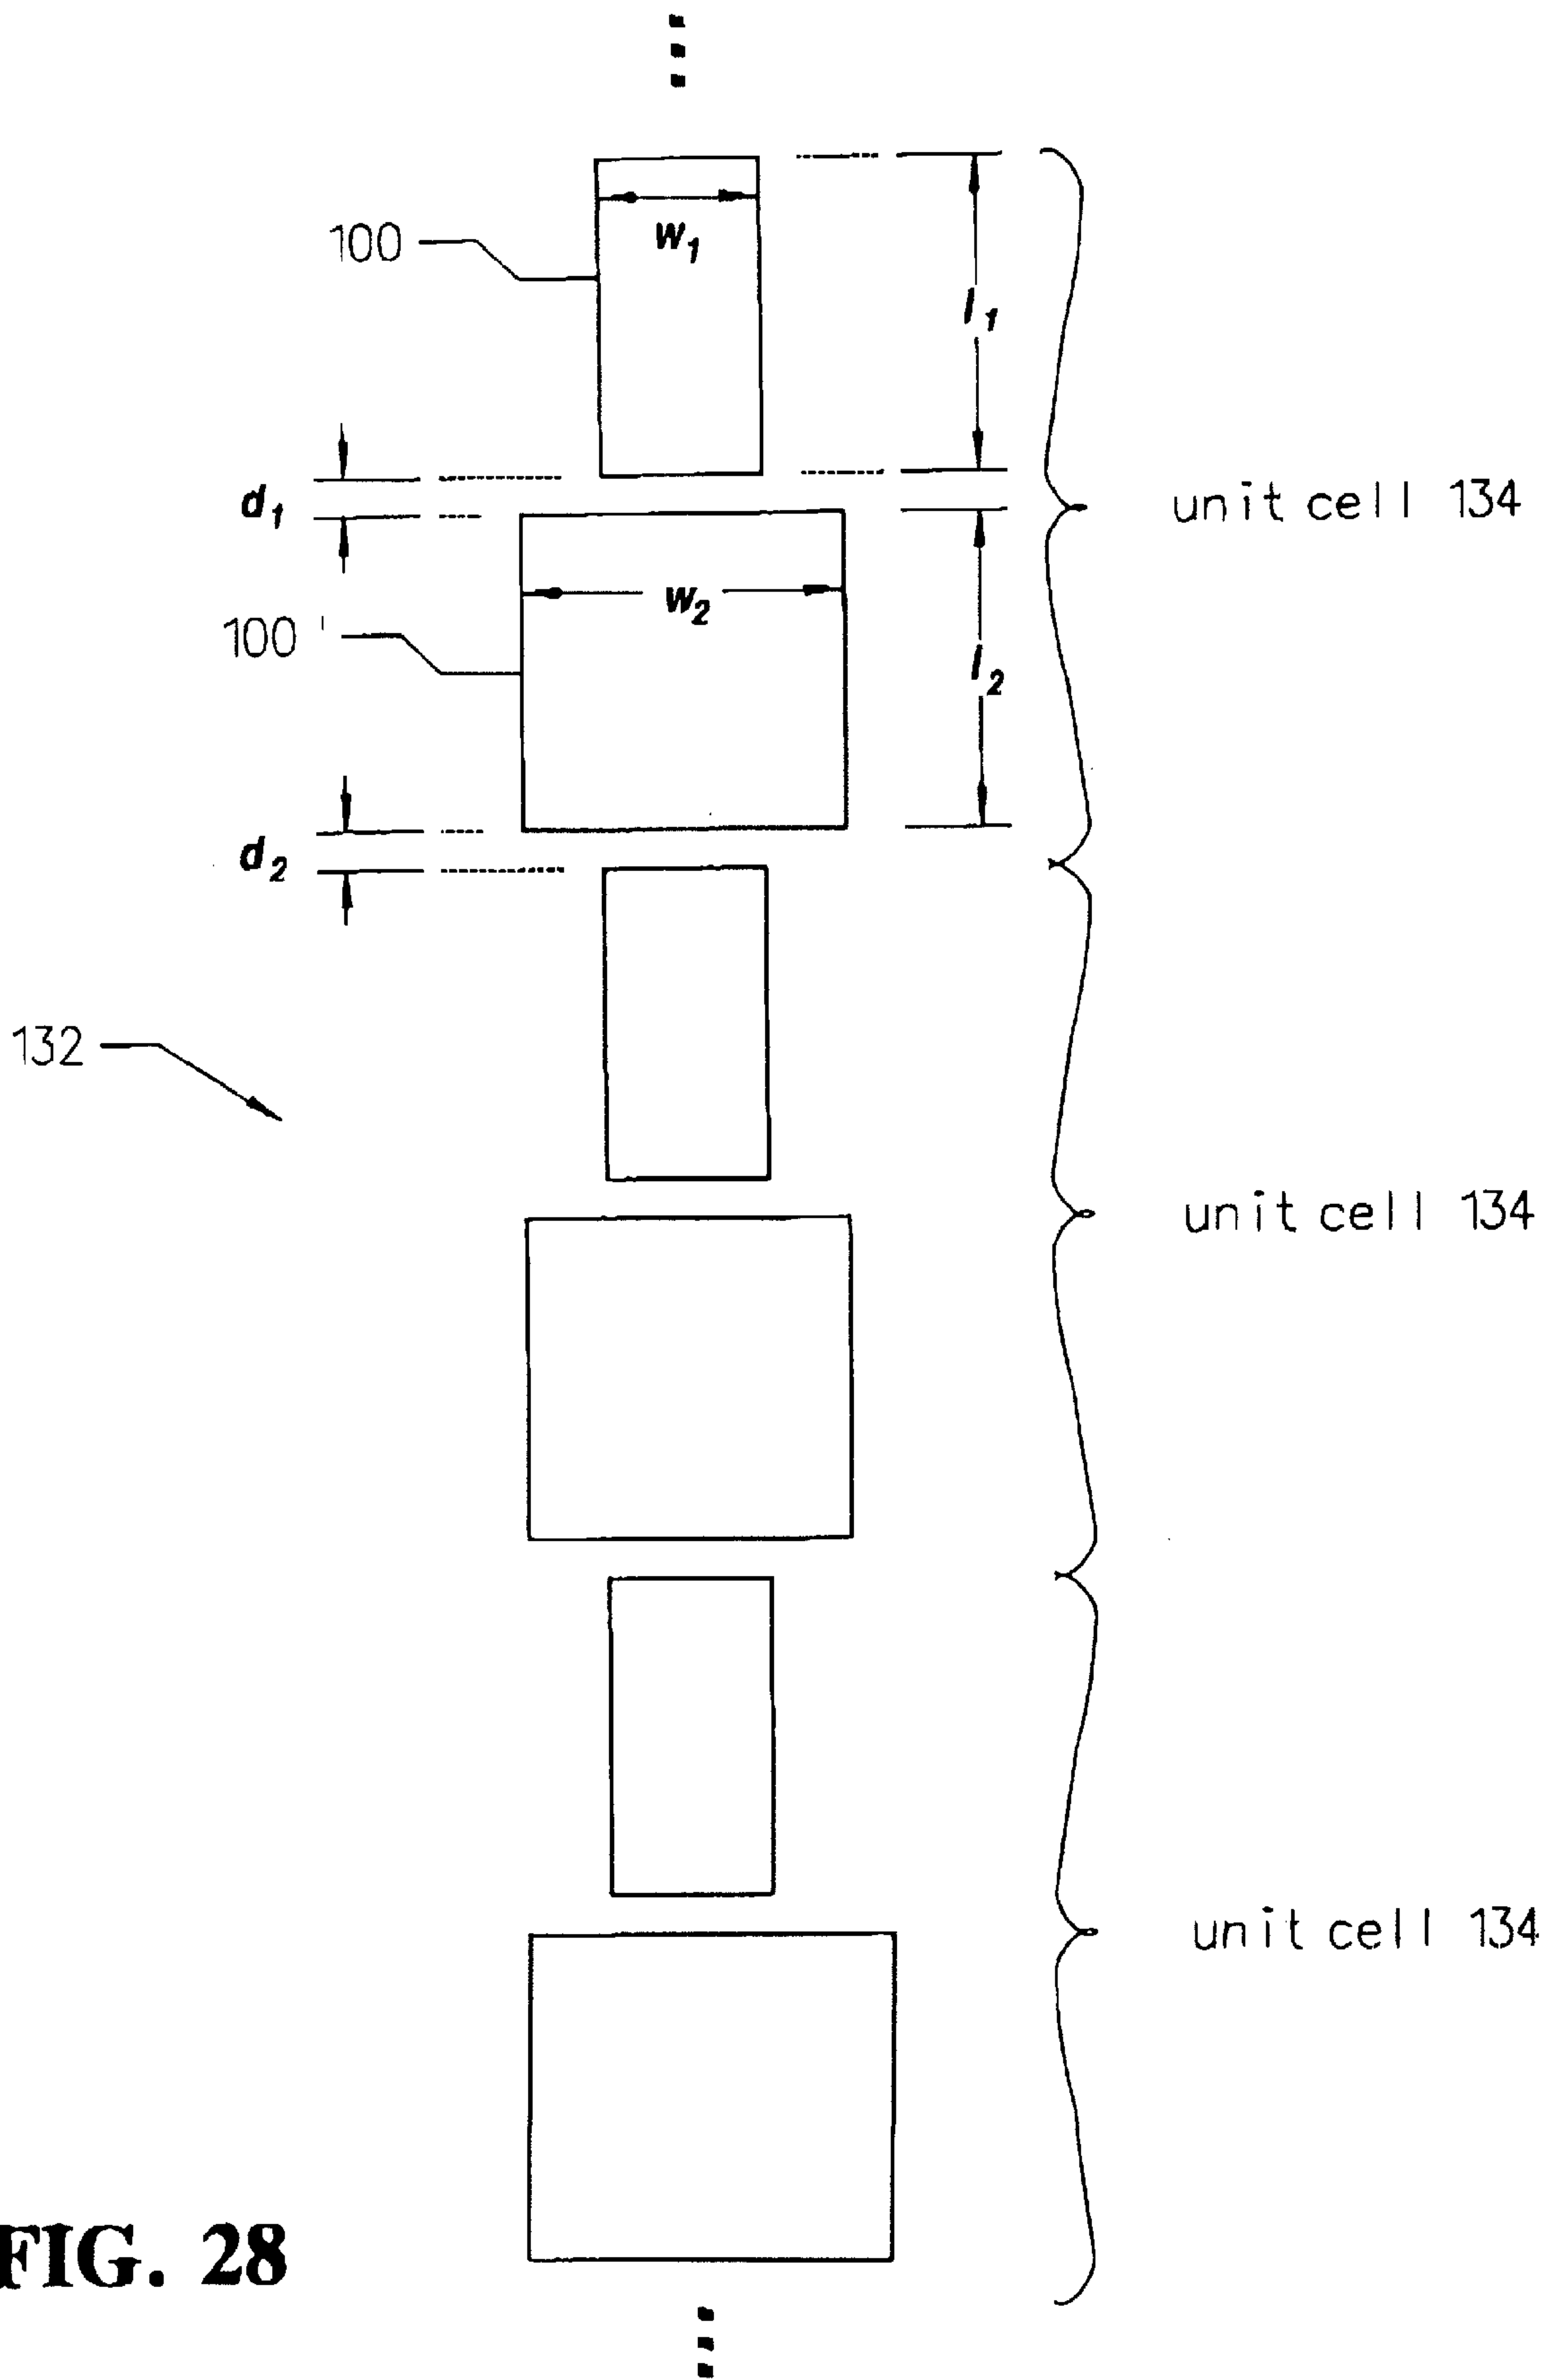 100
w₁
l₁
d₁
unit cell 134
w₂
100'
l₂
d₂
132
unit cell 134
unit cell 134
FIG. 28